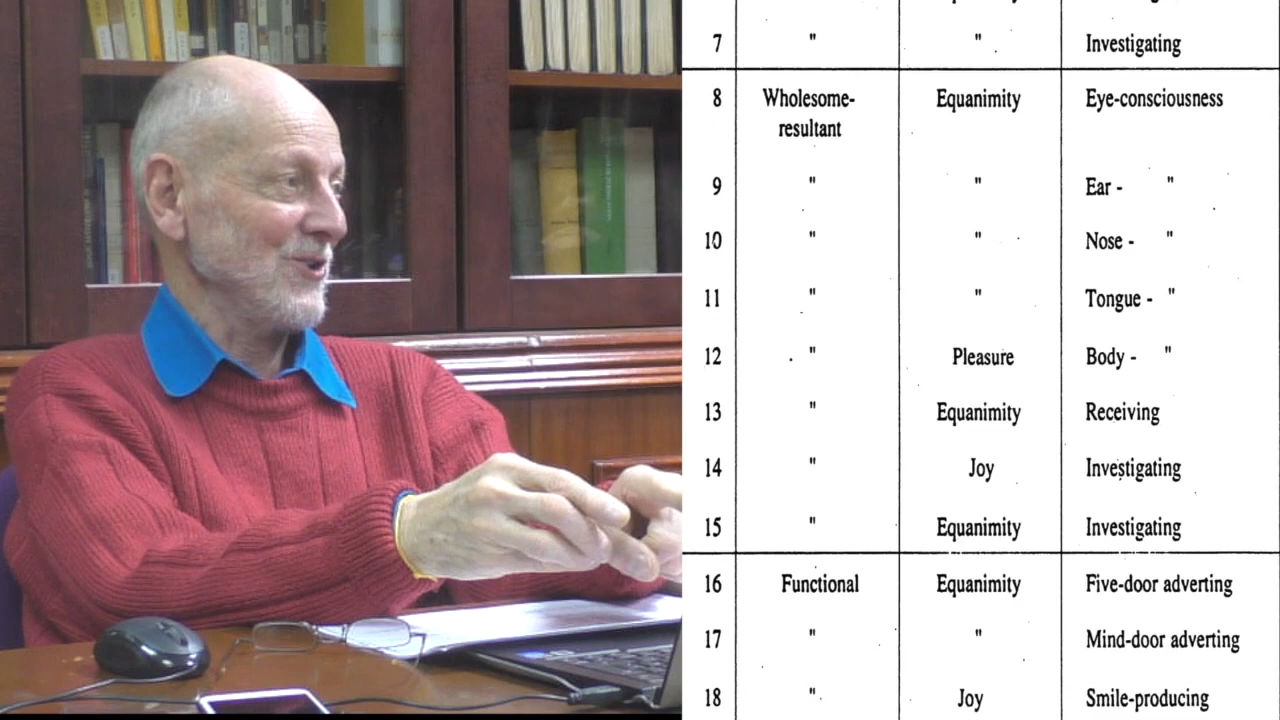 7 " " Investigating
8 Wholesome- Equanimity Eye-consciousness
resultant
9 " " Ear - "
10 " " Nose - "
11 " " Tongue - "
12 " Pleasure Body - "
13 " Equanimity Receiving
14 " Joy Investigating
15 " Equanimity Investigating
16 Functional Equanimity Five-door adverting
17 " " Mind-door adverting
18 " Joy Smile-producing